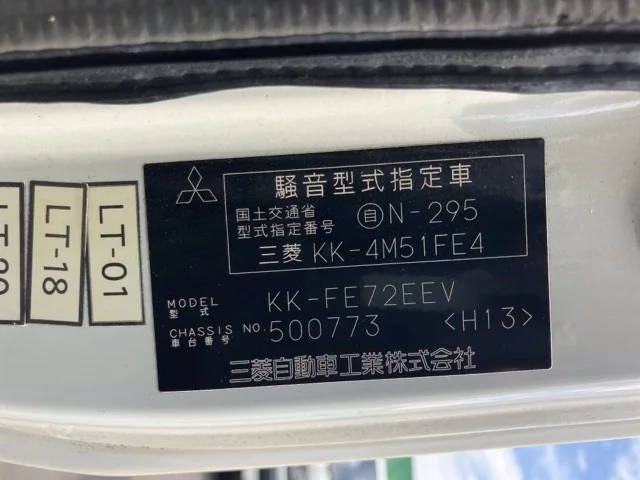 騒音型式指定車
国土交通省
型式指定番号 自 N-295
三菱 KK-4M51FE4
MODEL
型式 KK-FE72EEV
CHASSIS NO.
車台番号 500773 <H13>
三菱自動車工業株式会社
LT-18
LT-01